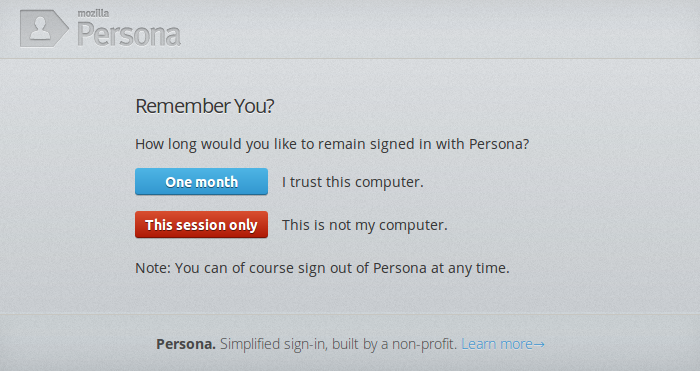 mozilla
Persona
Remember You?
How long would you like to remain signed in with Persona?
One month I trust this computer.
This session only This is not my computer.
Note: You can of course sign out of Persona at any time.
Persona. Simplified sign-in, built by a non-profit. Learn more→